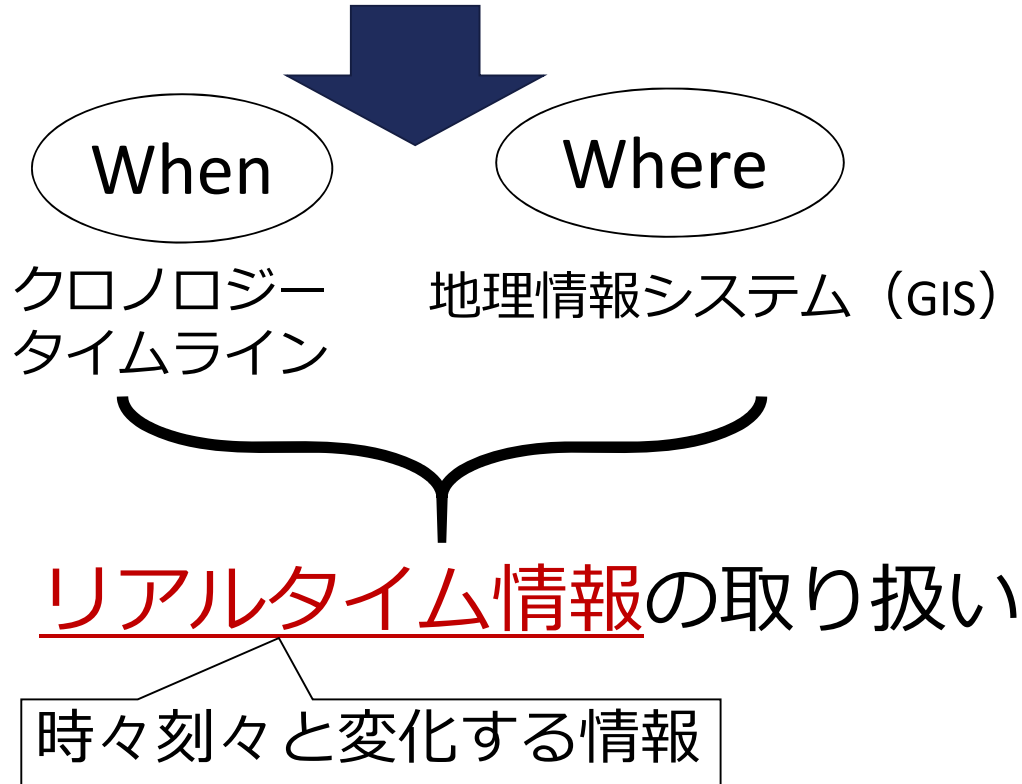 When
Where
クロノロジー
タイムライン
地理情報システム（GIS）
リアルタイム情報の取り扱い
時々刻々と変化する情報